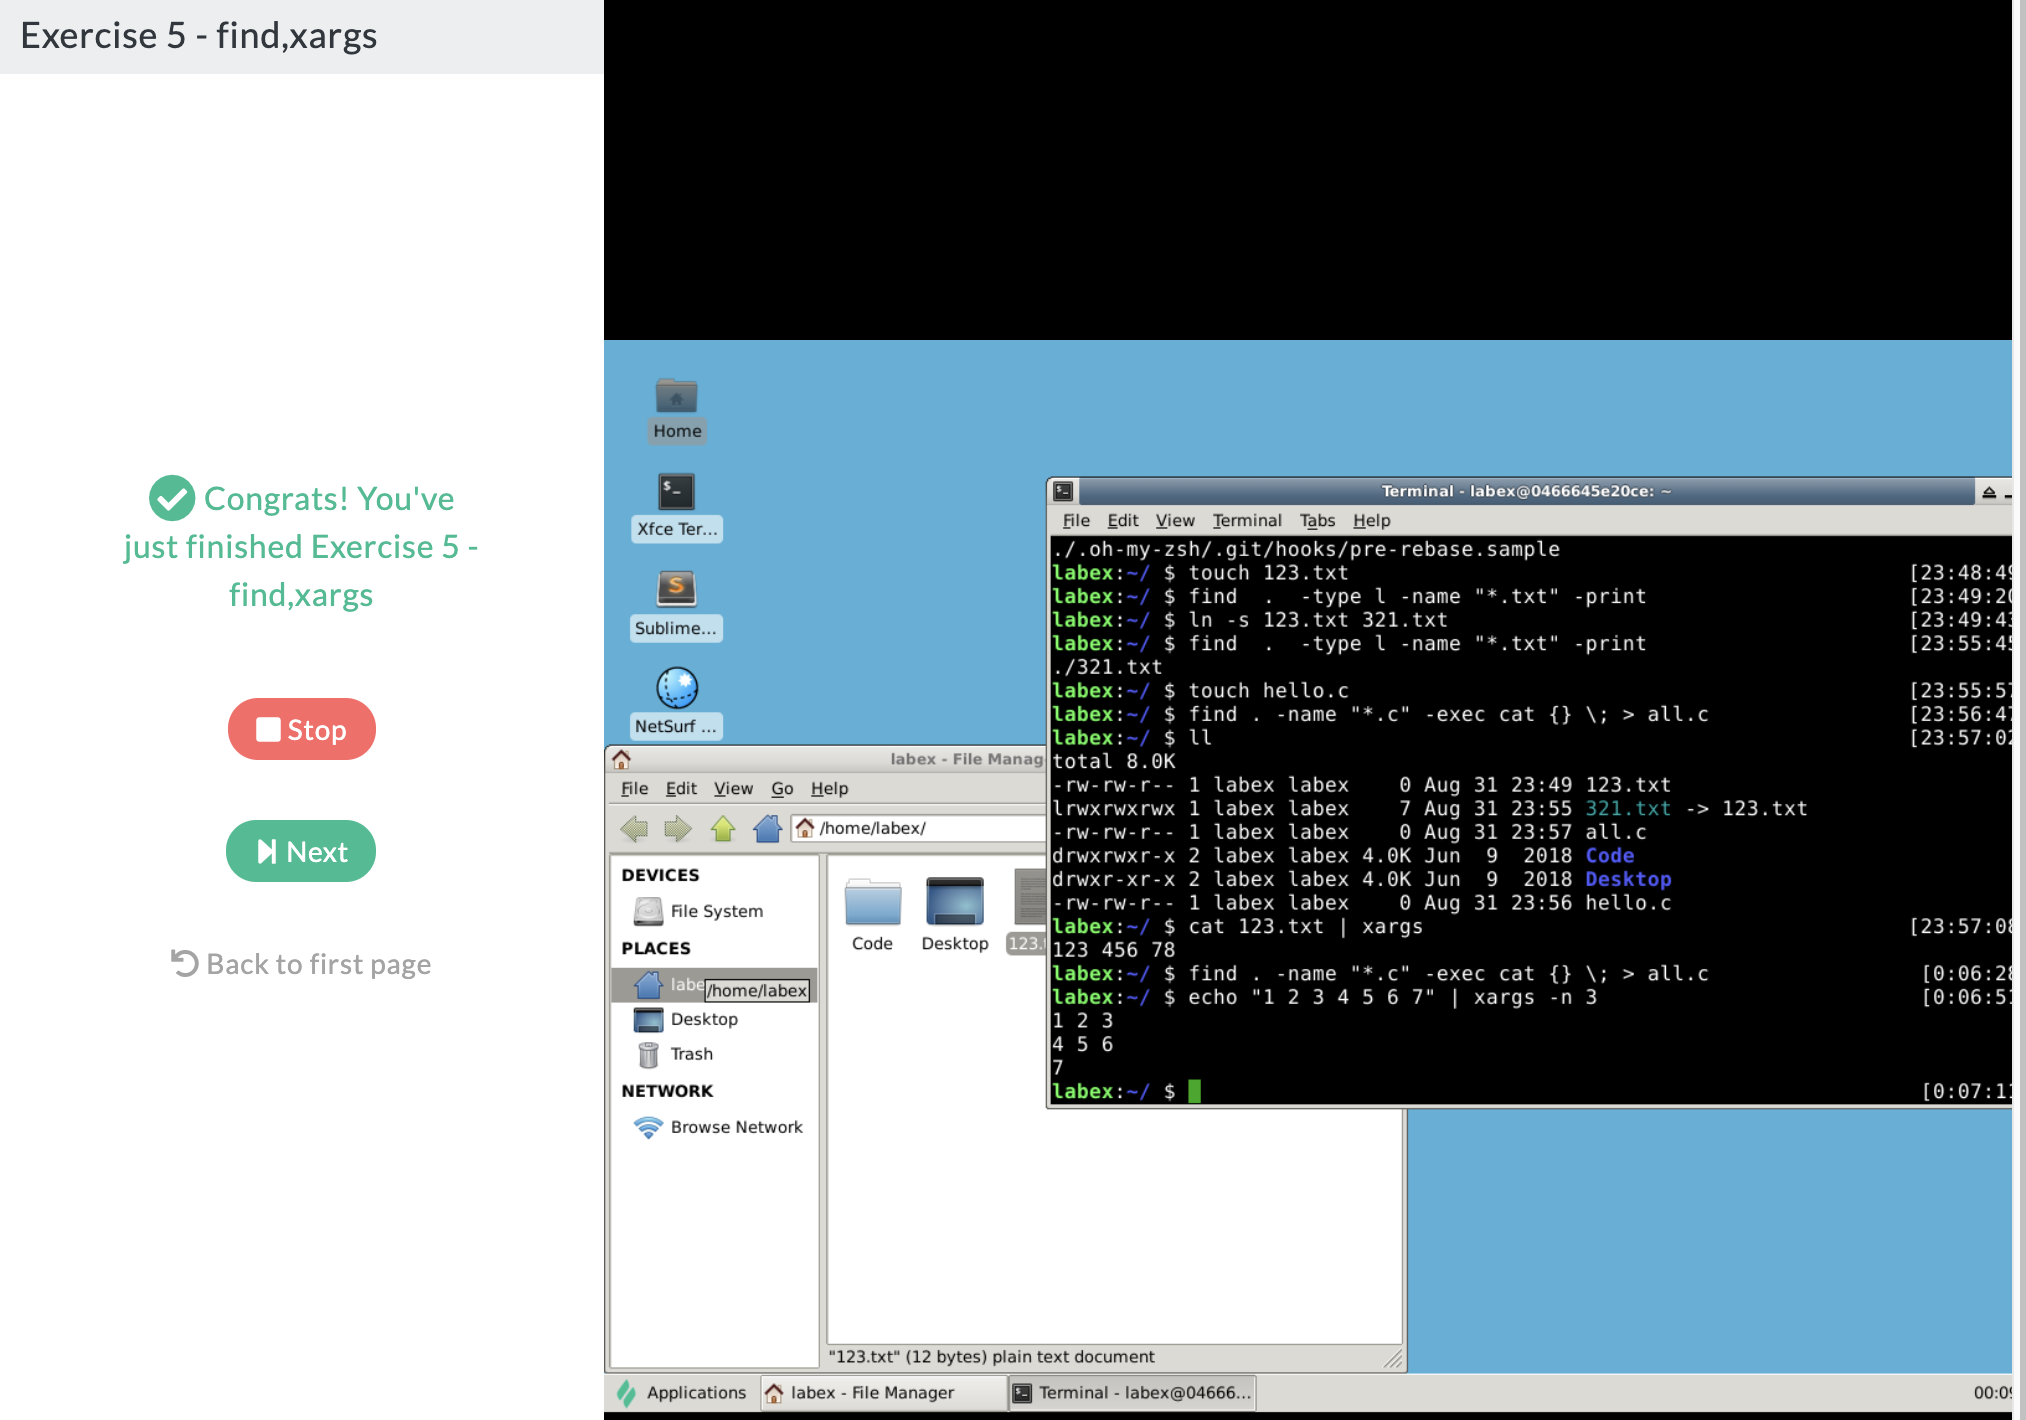 Exercise 5 - find,xargs
Congrats! You've
just finished Exercise 5 -
find,xargs
Stop
Next
Back to first page
Home
Xfce Ter...
Sublime...
NetSurf ...
labex - File Manag
File Edit View Go Help
/home/labex/
DEVICES
File System
PLACES
labe
/home/labex
Desktop
Trash
NETWORK
Browse Network
Code
Desktop
123.
"123.txt" (12 bytes) plain text document
Terminal - labex@0466645e20ce: ~
File Edit View Terminal Tabs Help
./.oh-my-zsh/.git/hooks/pre-rebase.sample
labex:~/ $ touch 123.txt [23:48:49
labex:~/ $ find  .  -type l -name "*.txt" -print [23:49:20
labex:~/ $ ln -s 123.txt 321.txt [23:49:43
labex:~/ $ find  .  -type l -name "*.txt" -print [23:55:45
./321.txt
labex:~/ $ touch hello.c [23:55:57
labex:~/ $ find . -name "*.c" -exec cat {} \; > all.c [23:56:47
labex:~/ $ ll [23:57:02
total 8.0K
-rw-rw-r-- 1 labex labex    0 Aug 31 23:49 123.txt
lrwxrwxrwx 1 labex labex    7 Aug 31 23:55 321.txt -> 123.txt
-rw-rw-r-- 1 labex labex    0 Aug 31 23:57 all.c
drwxrwxr-x 2 labex labex 4.0K Jun  9  2018 Code
drwxr-xr-x 2 labex labex 4.0K Jun  9  2018 Desktop
-rw-rw-r-- 1 labex labex    0 Aug 31 23:56 hello.c
labex:~/ $ cat 123.txt | xargs [23:57:08
123 456 78
labex:~/ $ find . -name "*.c" -exec cat {} \; > all.c [0:06:28
labex:~/ $ echo "1 2 3 4 5 6 7" | xargs -n 3 [0:06:51
1 2 3
4 5 6
7
labex:~/ $ [0:07:11
Applications
labex - File Manager
Terminal - labex@04666...
00:09